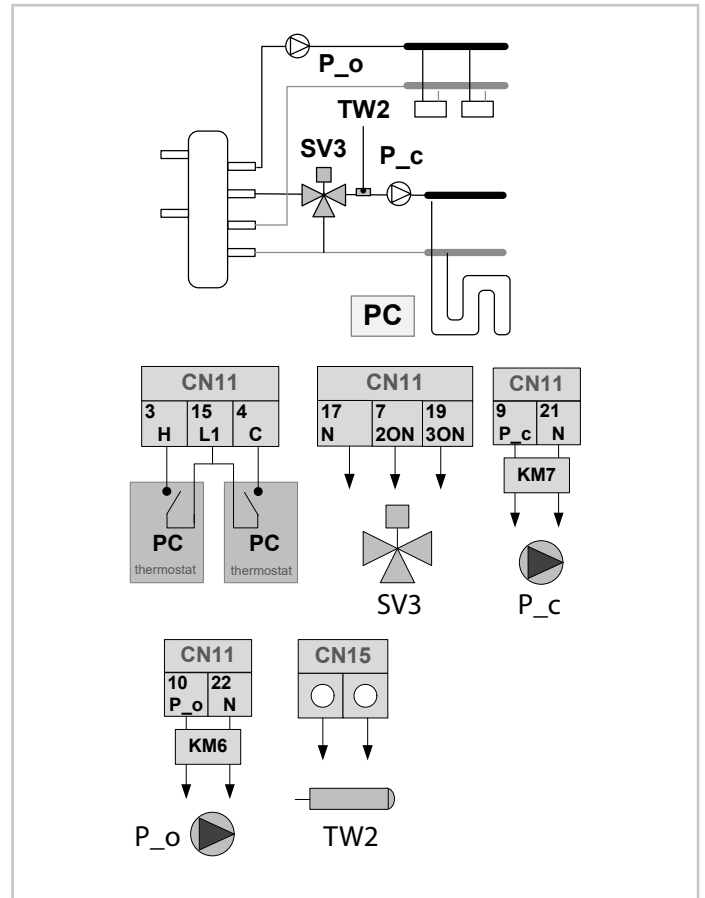 P_o
TW2
SV3
P_c
PC
CN11
3 15 4
H L1 C
PC PC
thermostat thermostat
CN11
17 7 19
N 2ON 3ON
SV3
CN11
9 21
P_c N
KM7
P_c
CN11
10 22
P_o N
KM6
P_o
CN15
TW2